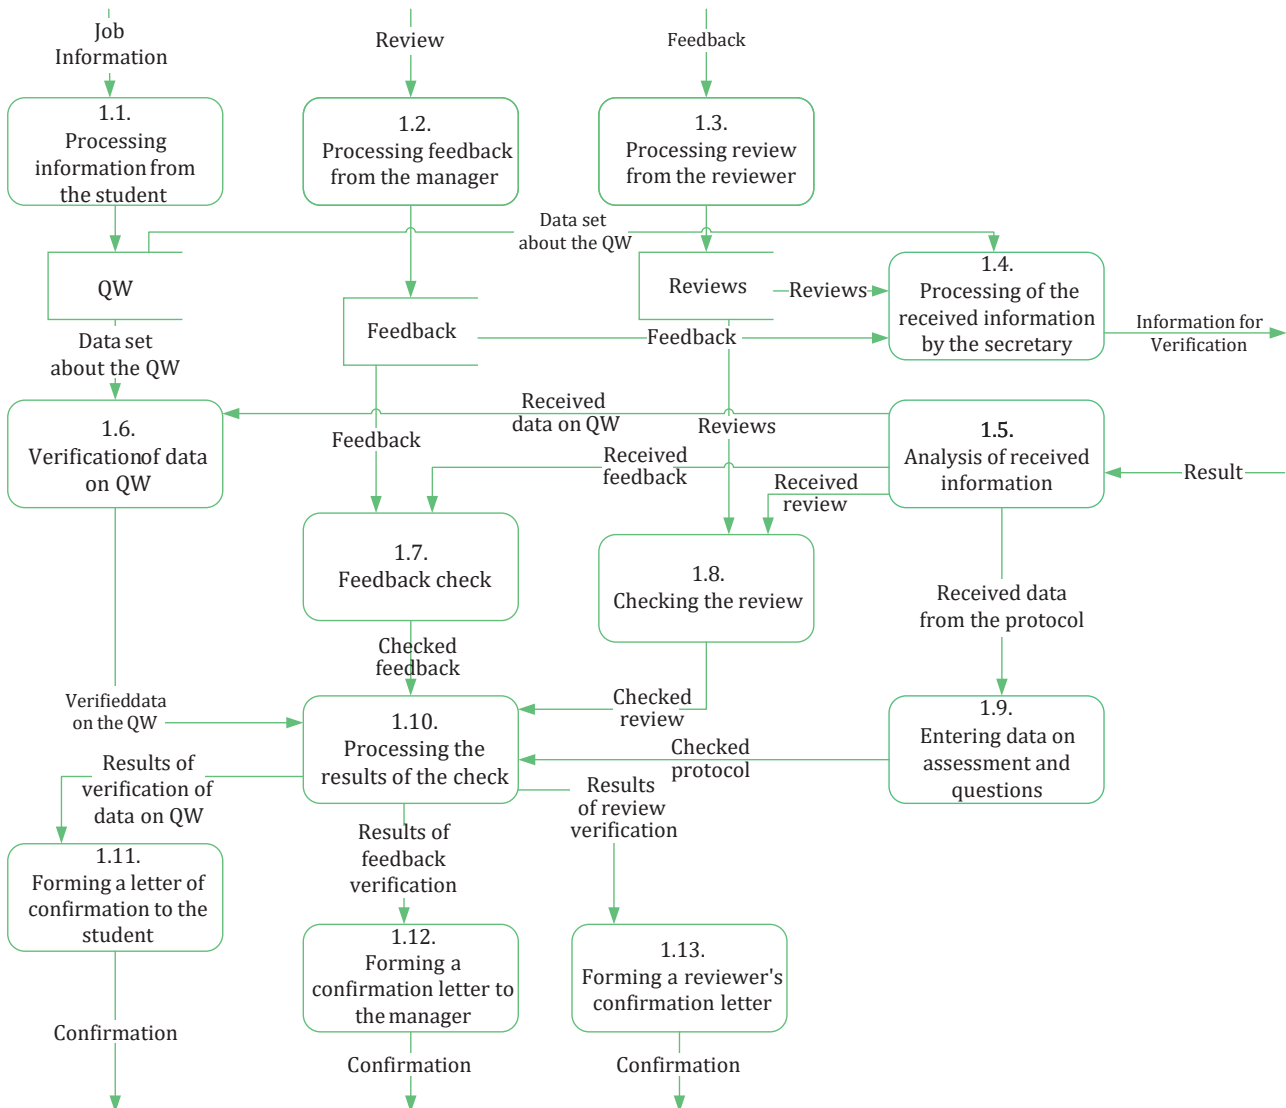 Job
Information
Review
Feedback
1.1.
Processing
information from
the student
1.2.
Processing feedback
from the manager
1.3.
Processing review
from the reviewer
Data set
about the QW
QW
Feedback
Reviews
Reviews
Feedback
1.4.
Processing of the
received information
by the secretary
Information for
Verification
Data set
about the QW
Received
data on QW
Feedback
Reviews
1.6.
Verification of data
on QW
Received
feedback
Received
review
1.5.
Analysis of received
information
Result
1.7.
Feedback check
1.8.
Checking the review
Received data
from the protocol
Checked
feedback
Verified data
on the QW
Checked
review
1.10.
Processing the
results of the check
Checked
protocol
1.9.
Entering data on
assessment and
questions
Results of
verification of
data on QW
Results of
feedback
verification
Results
of review
verification
1.11.
Forming a letter of
confirmation to the
student
1.12.
Forming a
confirmation letter to
the manager
1.13.
Forming a reviewer's
confirmation letter
Confirmation
Confirmation
Confirmation